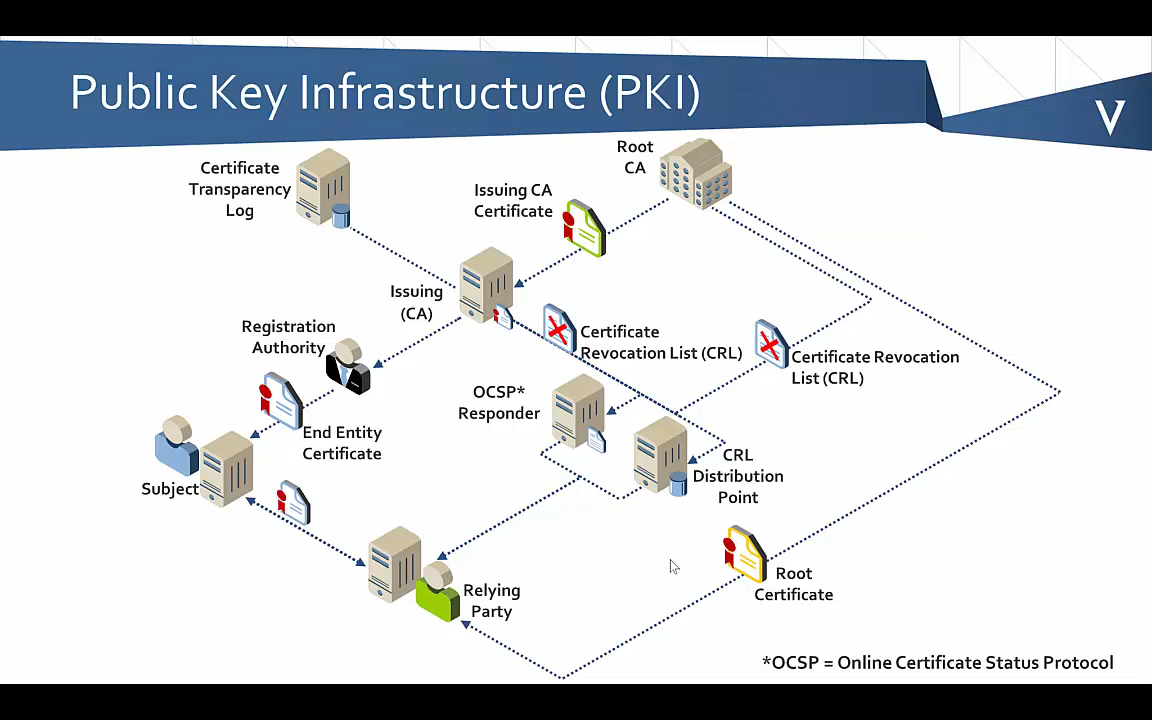 Public Key Infrastructure (PKI)
V
Certificate
Transparency
Log
Root
CA
Issuing CA
Certificate
Issuing
(CA)
Registration
Authority
Certificate
Revocation List (CRL)
Certificate Revocation
List (CRL)
OCSP*
Responder
End Entity
Certificate
CRL
Distribution
Point
Subject
Root
Certificate
Relying
Party
*OCSP = Online Certificate Status Protocol